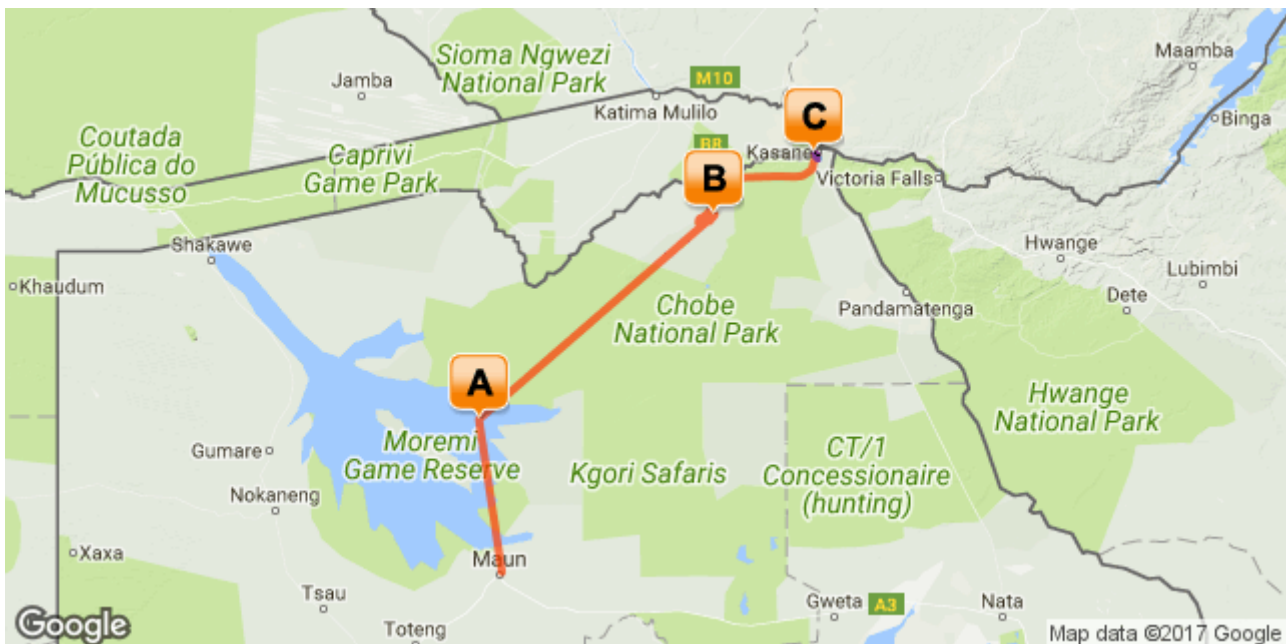 Sioma Ngwezi
National Park
Maamba
Jamba
M10
Katima Mulilo
Binga
C
Coutada
Pública do
Mucusso
B8
Kasane
Caprivi
Game Park
B
Victoria Falls
Shakawe
Hwange
Khaudum
Lubimbi
Chobe
National Park
Pandamatenga
Dete
A
Hwange
National Park
Moremi
Game Reserve
Gumare
Kgori Safaris
CT/1
Concessionaire
(hunting)
Nokaneng
Xaxa
Maun
Tsau
Gweta
A3
Nata
Google
Toteng
Map data ©2017 Google